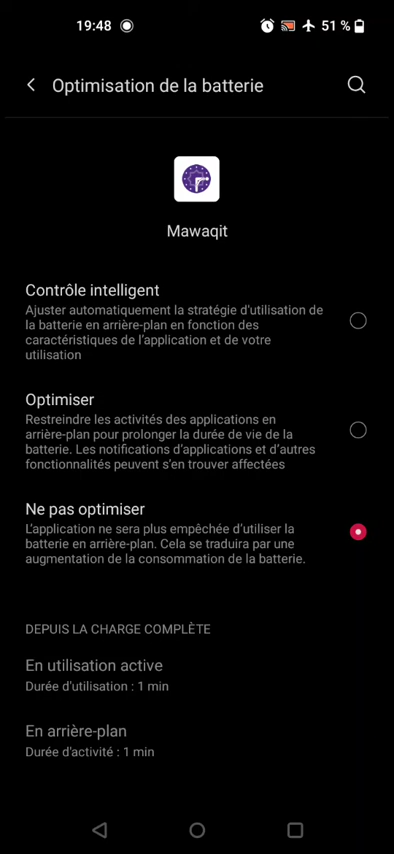 19:48
51 %
Optimisation de la batterie
Mawaqit
Contrôle intelligent
Ajuster automatiquement la stratégie d'utilisation de
la batterie en arrière-plan en fonction des
caractéristiques de l'application et de votre
utilisation
Optimiser
Restreindre les activités des applications en
arrière-plan pour prolonger la durée de vie de la
batterie. Les notifications d'applications et d'autres
fonctionnalités peuvent s'en trouver affectées
Ne pas optimiser
L'application ne sera plus empêchée d'utiliser la
batterie en arrière-plan. Cela se traduira par une
augmentation de la consommation de la batterie.
DEPUIS LA CHARGE COMPLÈTE
En utilisation active
Durée d'utilisation : 1 min
En arrière-plan
Durée d'activité : 1 min